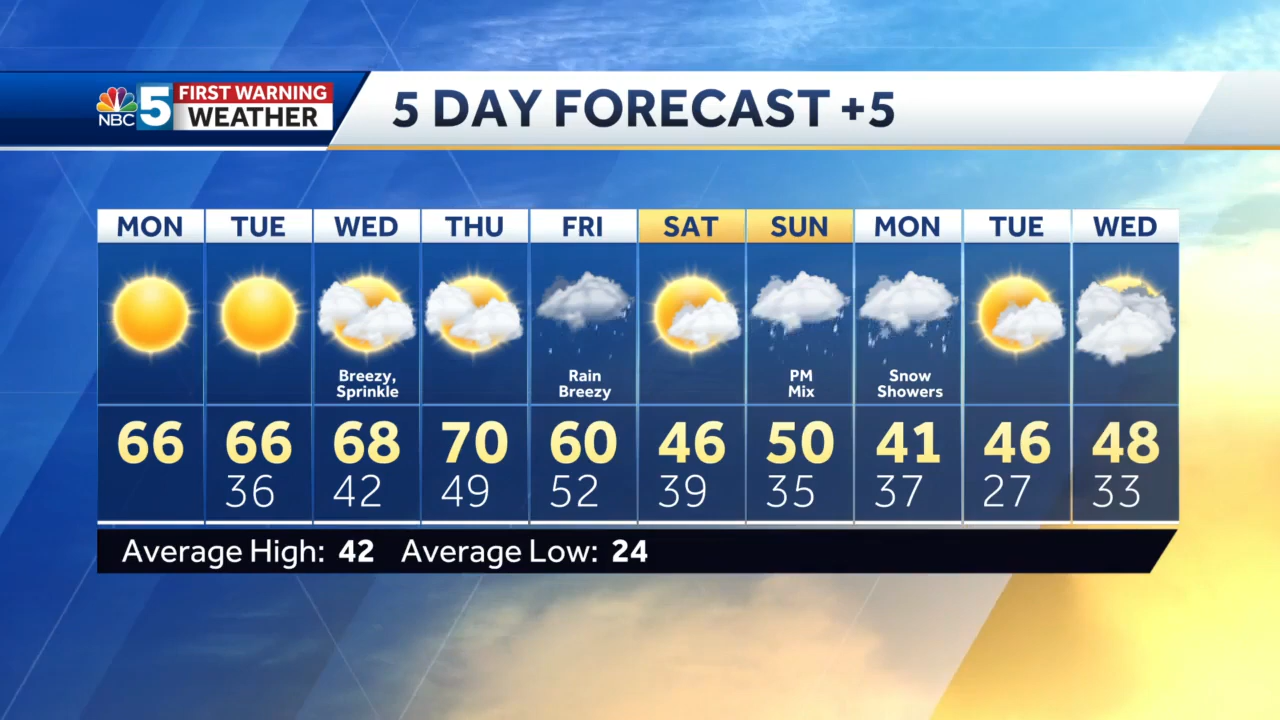 NBC 5 FIRST WARNING
WEATHER
5 DAY FORECAST +5
MON TUE WED THU FRI SAT SUN MON TUE WED
Breezy, Sprinkle
Rain Breezy
PM Mix
Snow Showers
66 66 68 70 60 46 50 41 46 48
36 42 49 52 39 35 37 27 33
Average High: 42 Average Low: 24